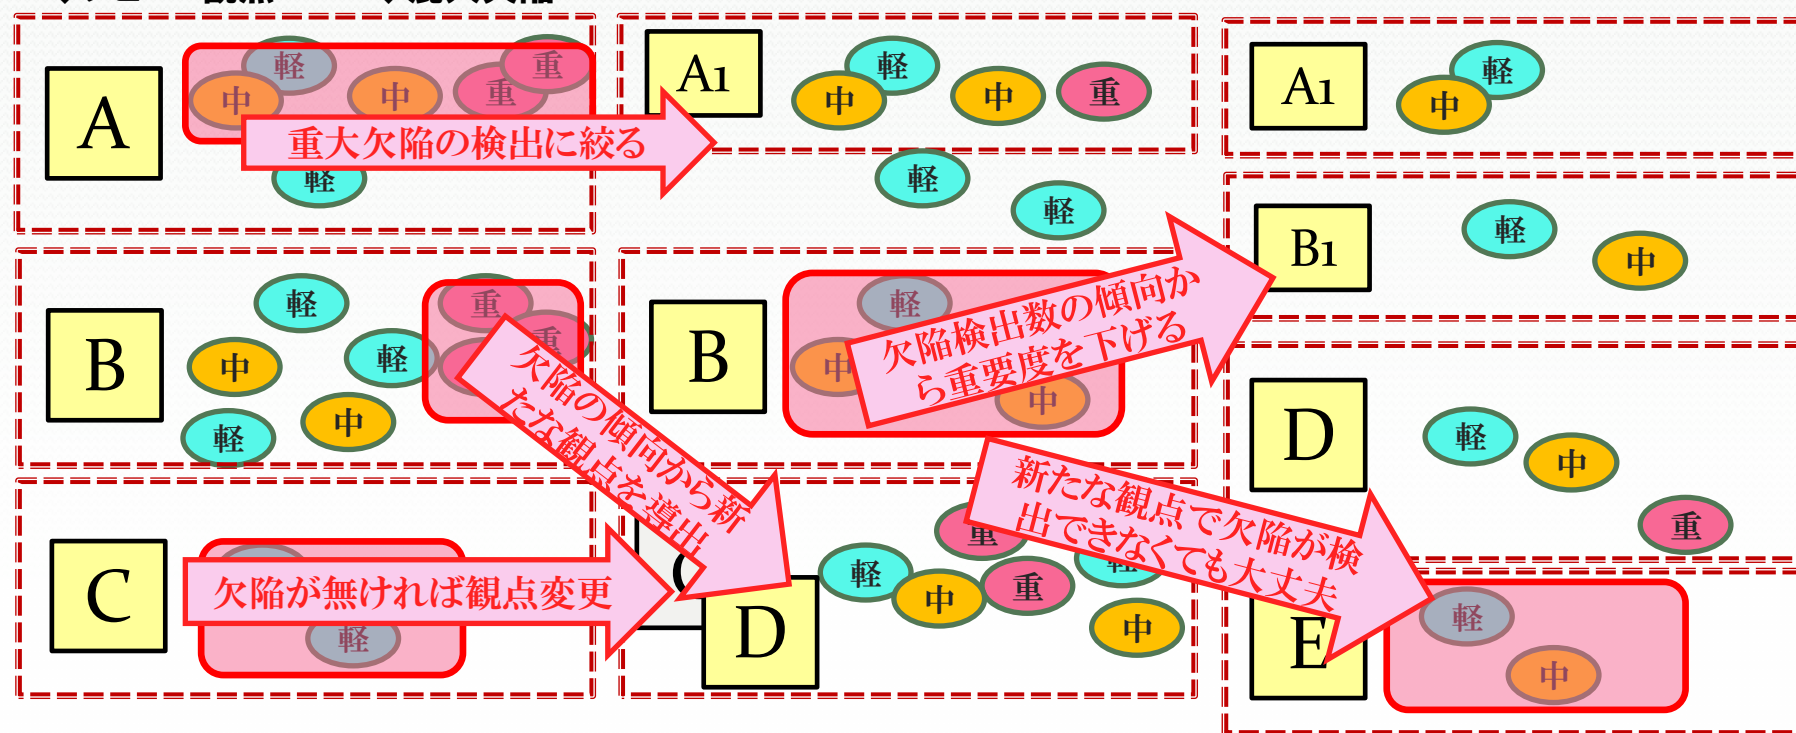 A
軽
中
中
重
重
軽
重大欠陥の検出に絞る
A1
軽
中
中
重
軽
軽
A1
軽
中
B
軽
中
軽
軽
中
重
重
欠陥の傾向から新
たな観点を導出
B
軽
中
中
欠陥検出数の傾向か
ら重要度を下げる
B1
軽
中
C
軽
欠陥が無ければ観点変更
D
軽
中
重
重
軽
中
新たな観点で欠陥が検
出できなくても大丈夫
D
軽
中
重
E
軽
中